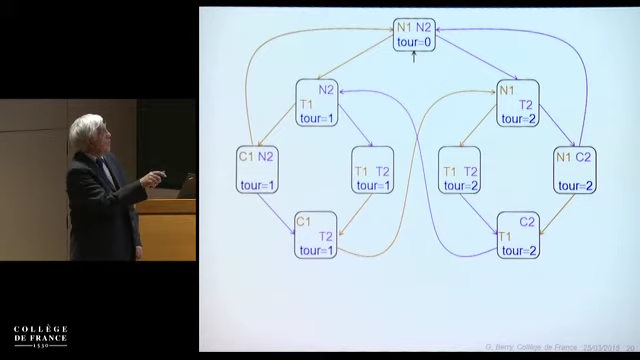 N1 N2
tour=0
N2
T1
tour=1
N1
T2
tour=2
C1 N2
tour=1
T1 T2
tour=1
T1 T2
tour=2
N1 C2
tour=2
C1
T2
tour=1
C2
T1
tour=2
COLLÈGE
DE FRANCE
1530
G. Berry, Collège de France